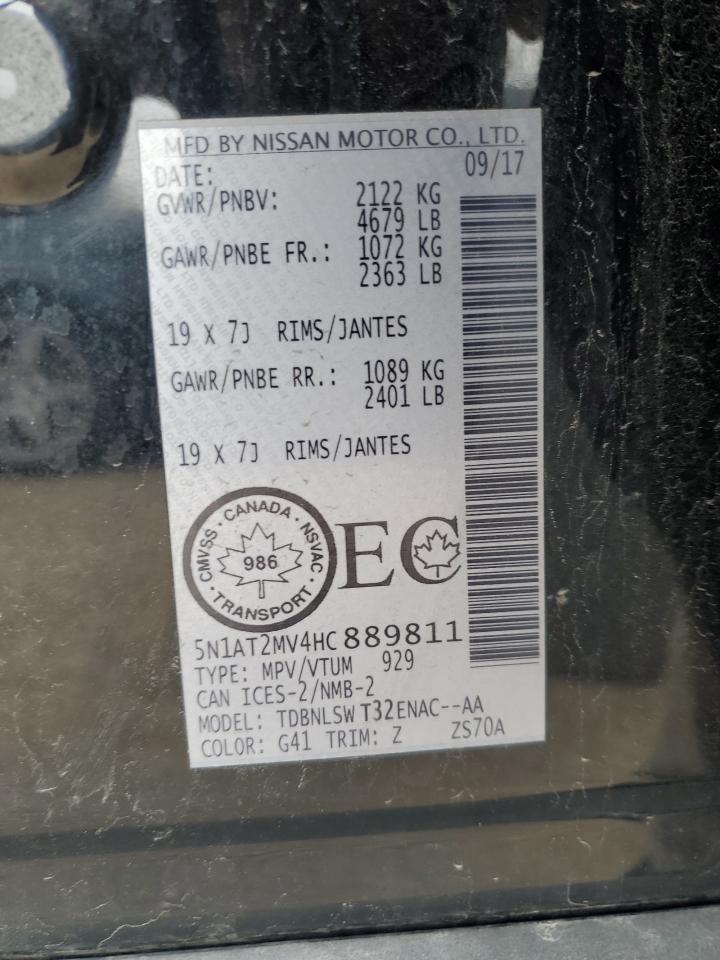 MFD BY NISSAN MOTOR CO., LTD.
DATE: 09/17
GVWR/PNBV: 2122 KG
4679 LB
GAWR/PNBE FR.: 1072 KG
2363 LB
19 X 7J RIMS/JANTES
GAWR/PNBE RR.: 1089 KG
2401 LB
19 X 7J RIMS/JANTES
CMVSS · CANADA · NSVAC · TRANSPORT ·
986
EC
5N1AT2MV4HC889811
TYPE: MPV/VTUM 929
CAN ICES-2/NMB-2
MODEL: TDBNLSW T32ENAC--AA
COLOR: G41 TRIM: Z ZS70A